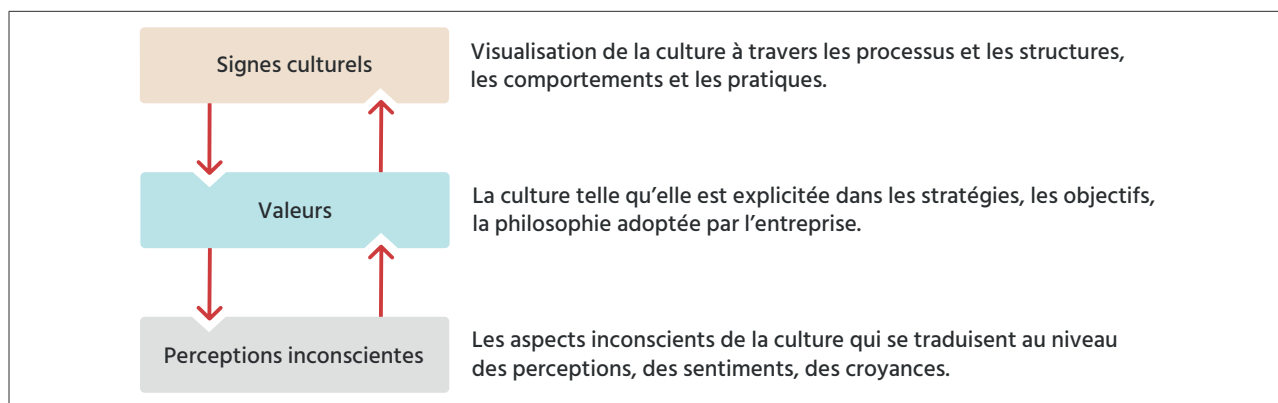 Signes culturels
Visualisation de la culture à travers les processus et les structures,
les comportements et les pratiques.
Valeurs
La culture telle qu’elle est explicitée dans les stratégies, les objectifs,
la philosophie adoptée par l’entreprise.
Perceptions inconscientes
Les aspects inconscients de la culture qui se traduisent au niveau
des perceptions, des sentiments, des croyances.